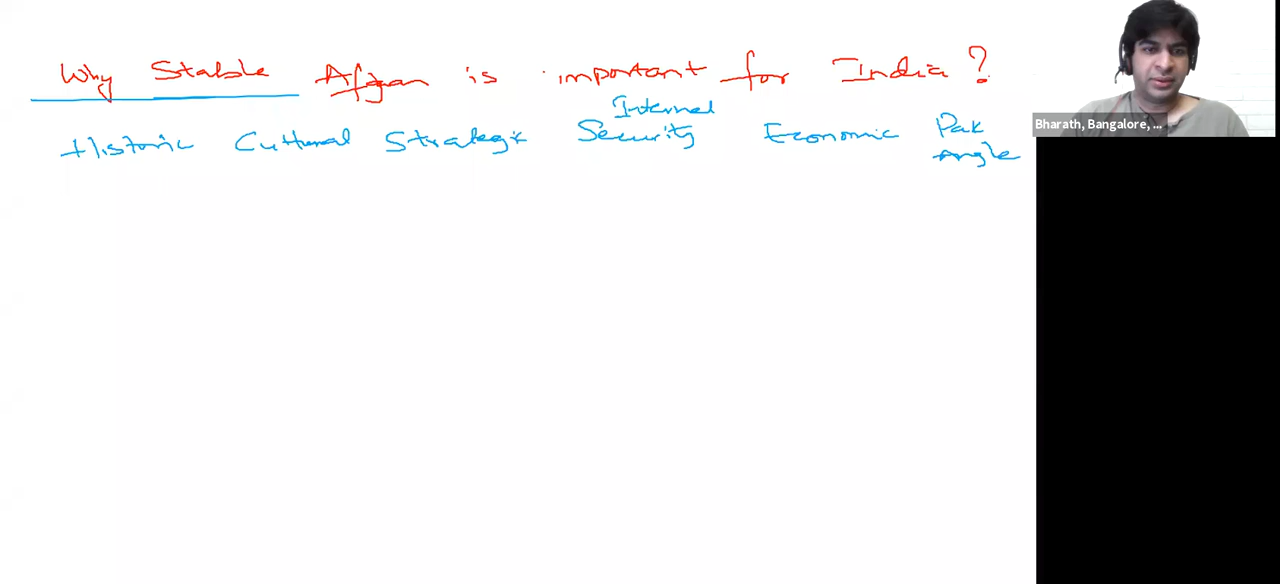 Why Stable Afgan is important for India?
Internal
Historic Cultural Strategic Security Economic Pak
Angle
Bharath, Bangalore, ...